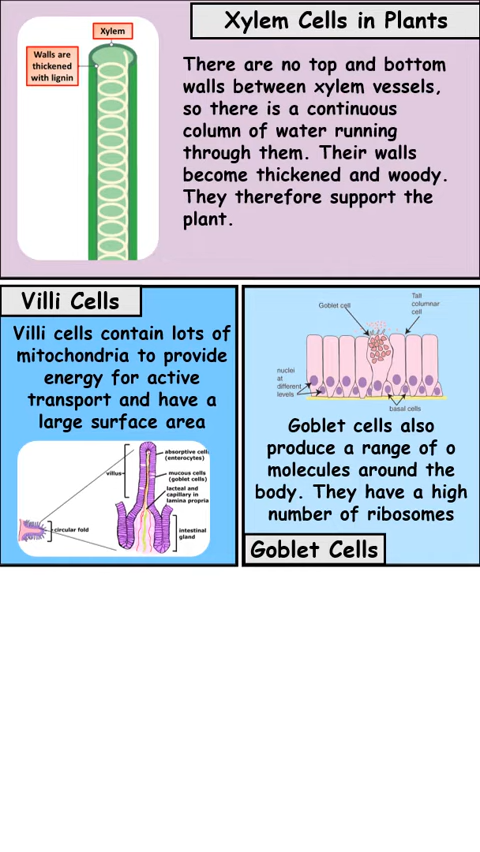 Xylem Cells in Plants
Xylem
Walls are
thickened
with lignin
There are no top and bottom
walls between xylem vessels,
so there is a continuous
column of water running
through them. Their walls
become thickened and woody.
They therefore support the
plant.
Villi Cells
Villi cells contain lots of
mitochondria to provide
energy for active
transport and have a
large surface area
absorptive cell
(enterocytes)
villus
mucous cells
(goblet cells)
lacteal and
capillary in
lamina propria
circular fold
intestinal
gland
Goblet cell
Tall
columnar
cell
nuclei
at
different
levels
basal cells
Goblet cells also
produce a range of o
molecules around the
body. They have a high
number of ribosomes
Goblet Cells